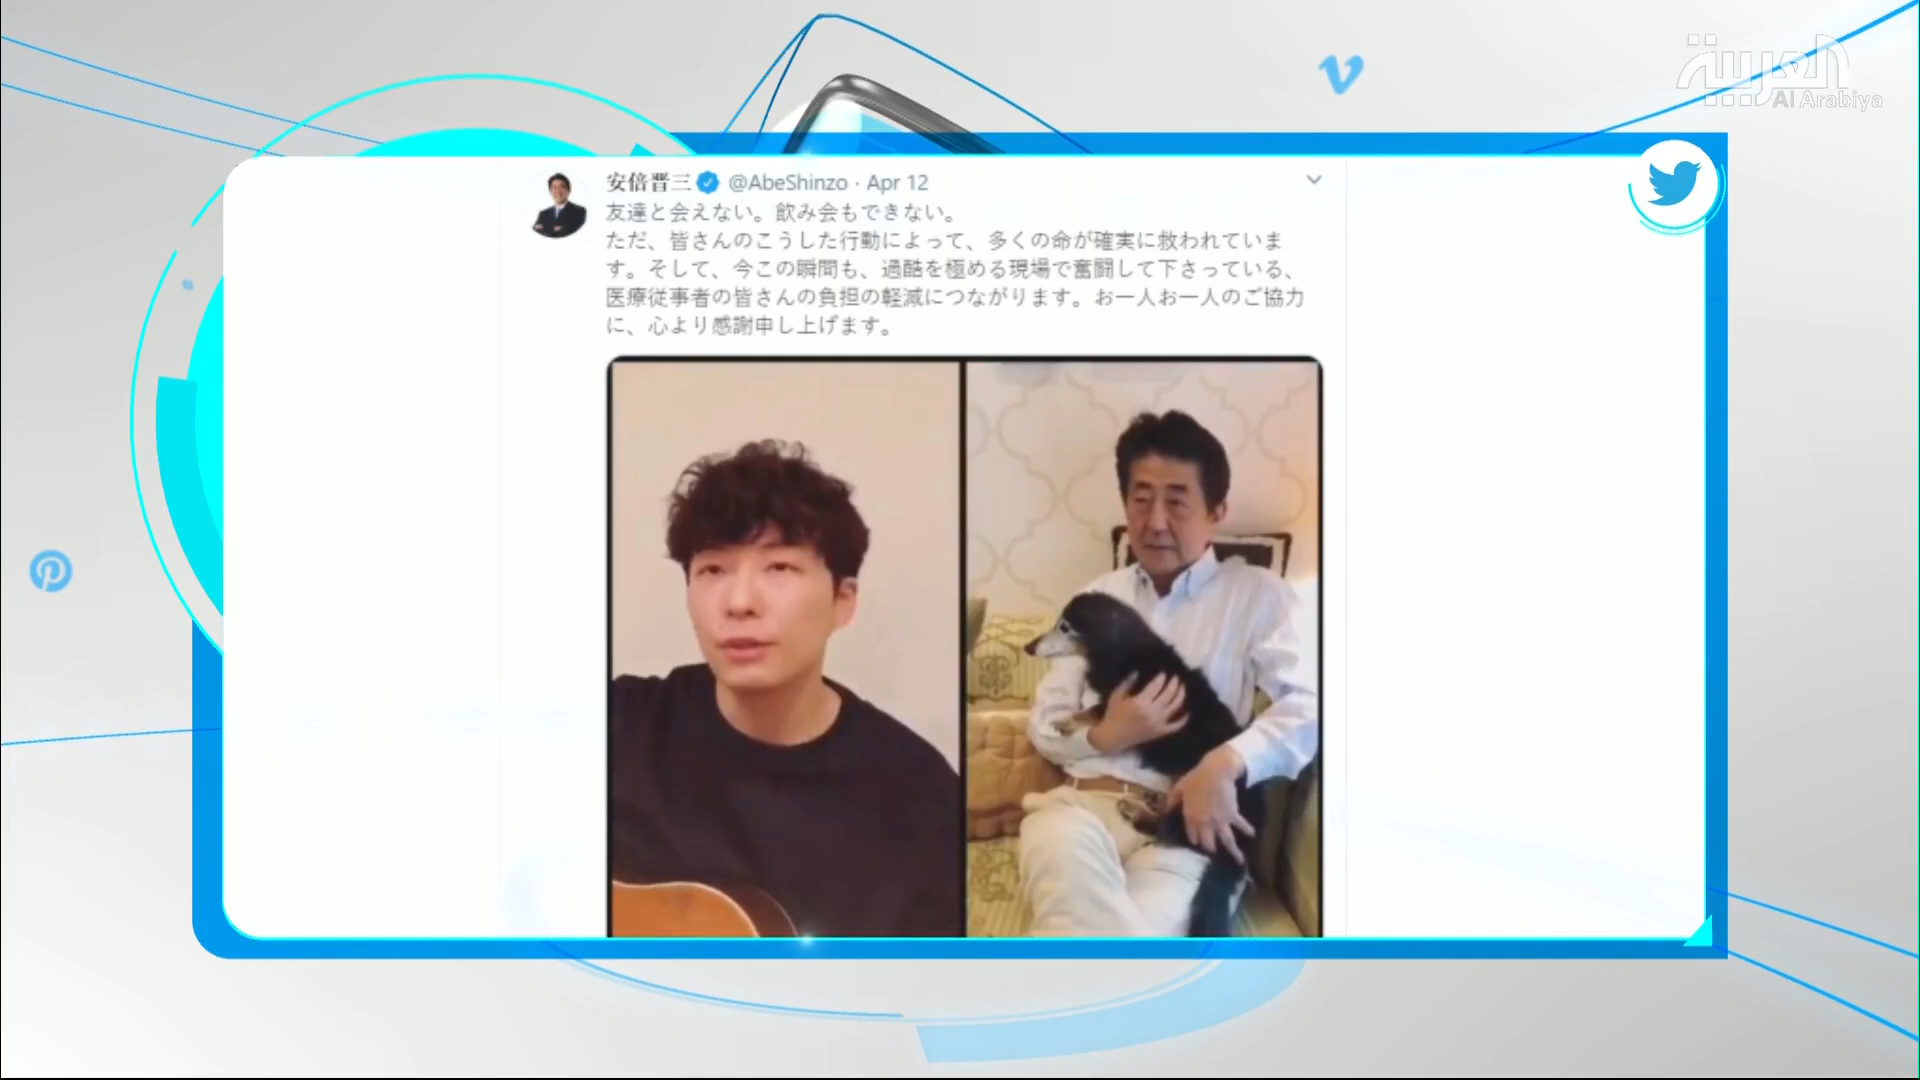 العربية
Al Arabiya
安倍晋三 @AbeShinzo · Apr 12
友達と会えない。飲み会もできない。
ただ、皆さんのこうした行動によって、多くの命が確実に救われていま
す。そして、今この瞬間も、過酷を極める現場で奮闘して下さっている、
医療従事者の皆さんの負担の軽減につながります。お一人お一人のご協力
に、心より感謝申し上げます。